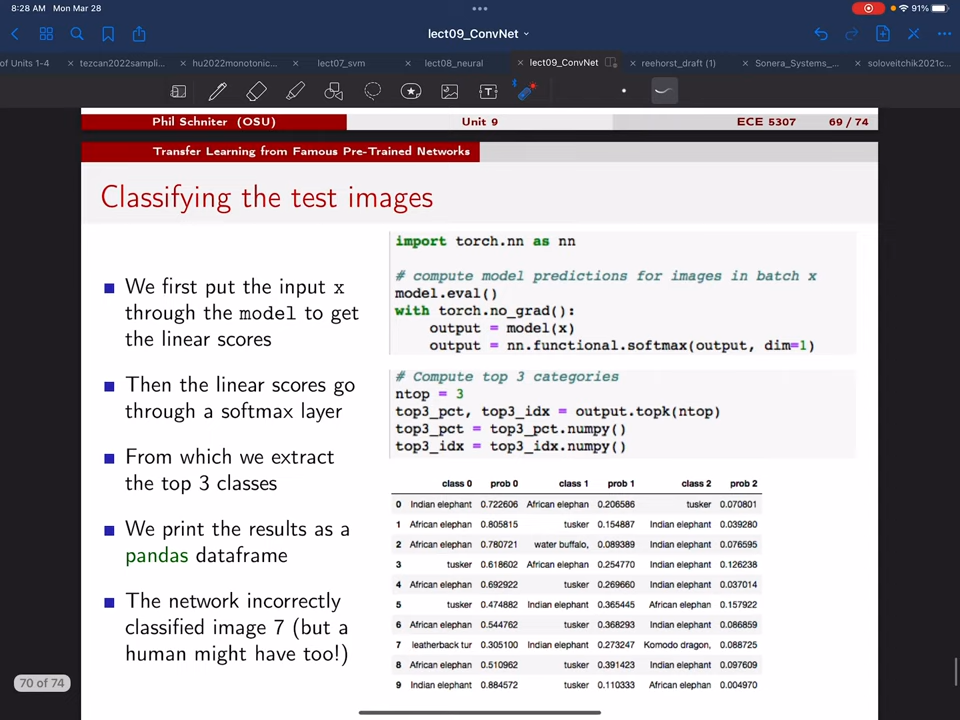 8:28 AM Mon Mar 28
91%
lect09_ConvNet
of Units 1-4
tezcan2022sampli...
hu2022monotonic...
lect07_svm
lect08_neural
lect09_ConvNet
reehorst_draft (1)
Sonera_Systems_...
soloveitchik2021c...
Phil Schniter (OSU) Unit 9 ECE 5307 69 / 74
Transfer Learning from Famous Pre-Trained Networks
Classifying the test images
We first put the input x
through the model to get
the linear scores
Then the linear scores go
through a softmax layer
From which we extract
the top 3 classes
We print the results as a
pandas dataframe
The network incorrectly
classified image 7 (but a
human might have too!)
import torch.nn as nn
# compute model predictions for images in batch x
model.eval()
with torch.no_grad():
output = model(x)
output = nn.functional.softmax(output, dim=1)
# Compute top 3 categories
ntop = 3
top3_pct, top3_idx = output.topk(ntop)
top3_pct = top3_pct.numpy()
top3_idx = top3_idx.numpy()
class 0 prob 0 class 1 prob 1 class 2 prob 2
0 Indian elephant 0.722606 African elephan 0.206586 tusker 0.070801
1 African elephan 0.805815 tusker 0.154887 Indian elephant 0.039280
2 African elephan 0.780721 water buffalo, 0.089389 Indian elephant 0.076595
3 tusker 0.618602 African elephan 0.254770 Indian elephant 0.126238
4 African elephan 0.692922 tusker 0.269660 Indian elephant 0.037014
5 tusker 0.474882 Indian elephant 0.365445 African elephan 0.157922
6 African elephan 0.544762 tusker 0.368293 Indian elephant 0.086859
7 leatherback tur 0.305100 Indian elephant 0.273247 Komodo dragon, 0.088725
8 African elephan 0.510962 tusker 0.391423 Indian elephant 0.097609
9 Indian elephant 0.884572 tusker 0.110333 African elephan 0.004970
70 of 74